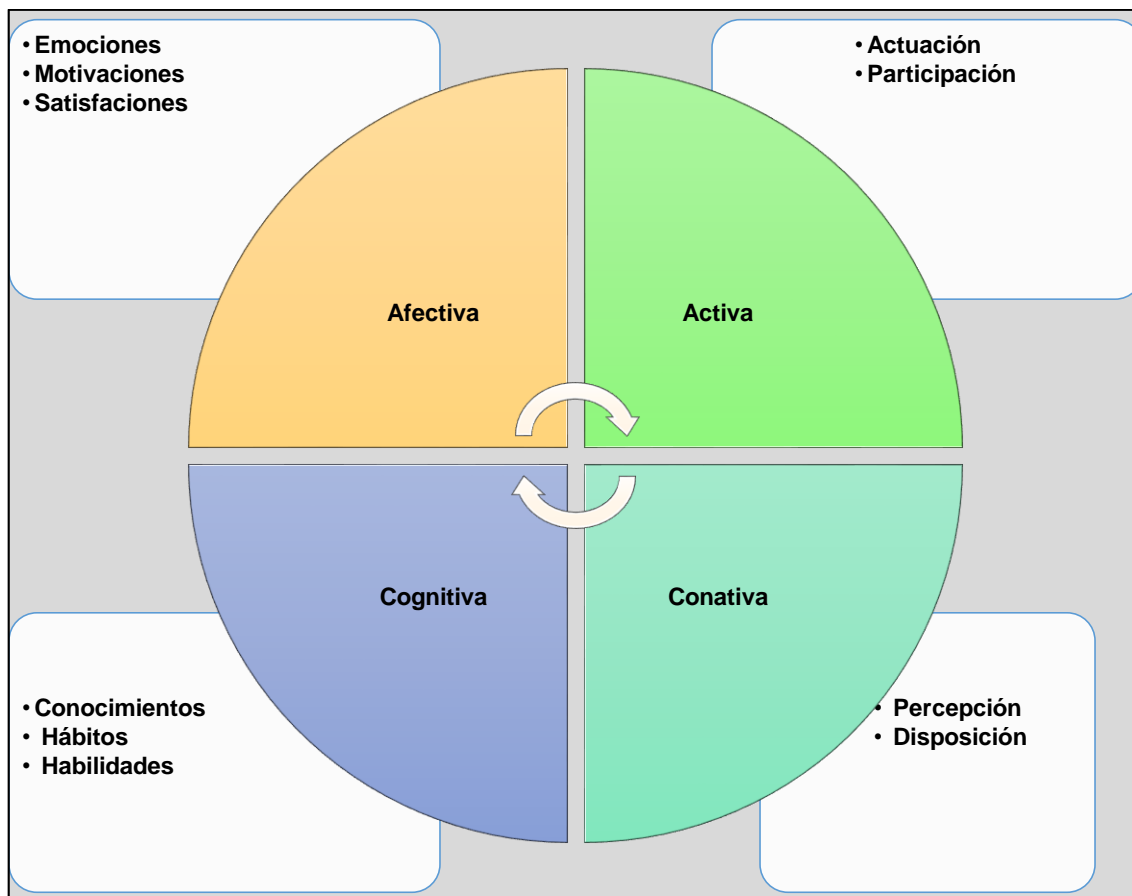 • Emociones
• Motivaciones
• Satisfaciones
• Actuación
• Participación
Afectiva
Activa
Cognitiva
Conativa
• Conocimientos
• Hábitos
• Habilidades
• Percepción
• Disposición